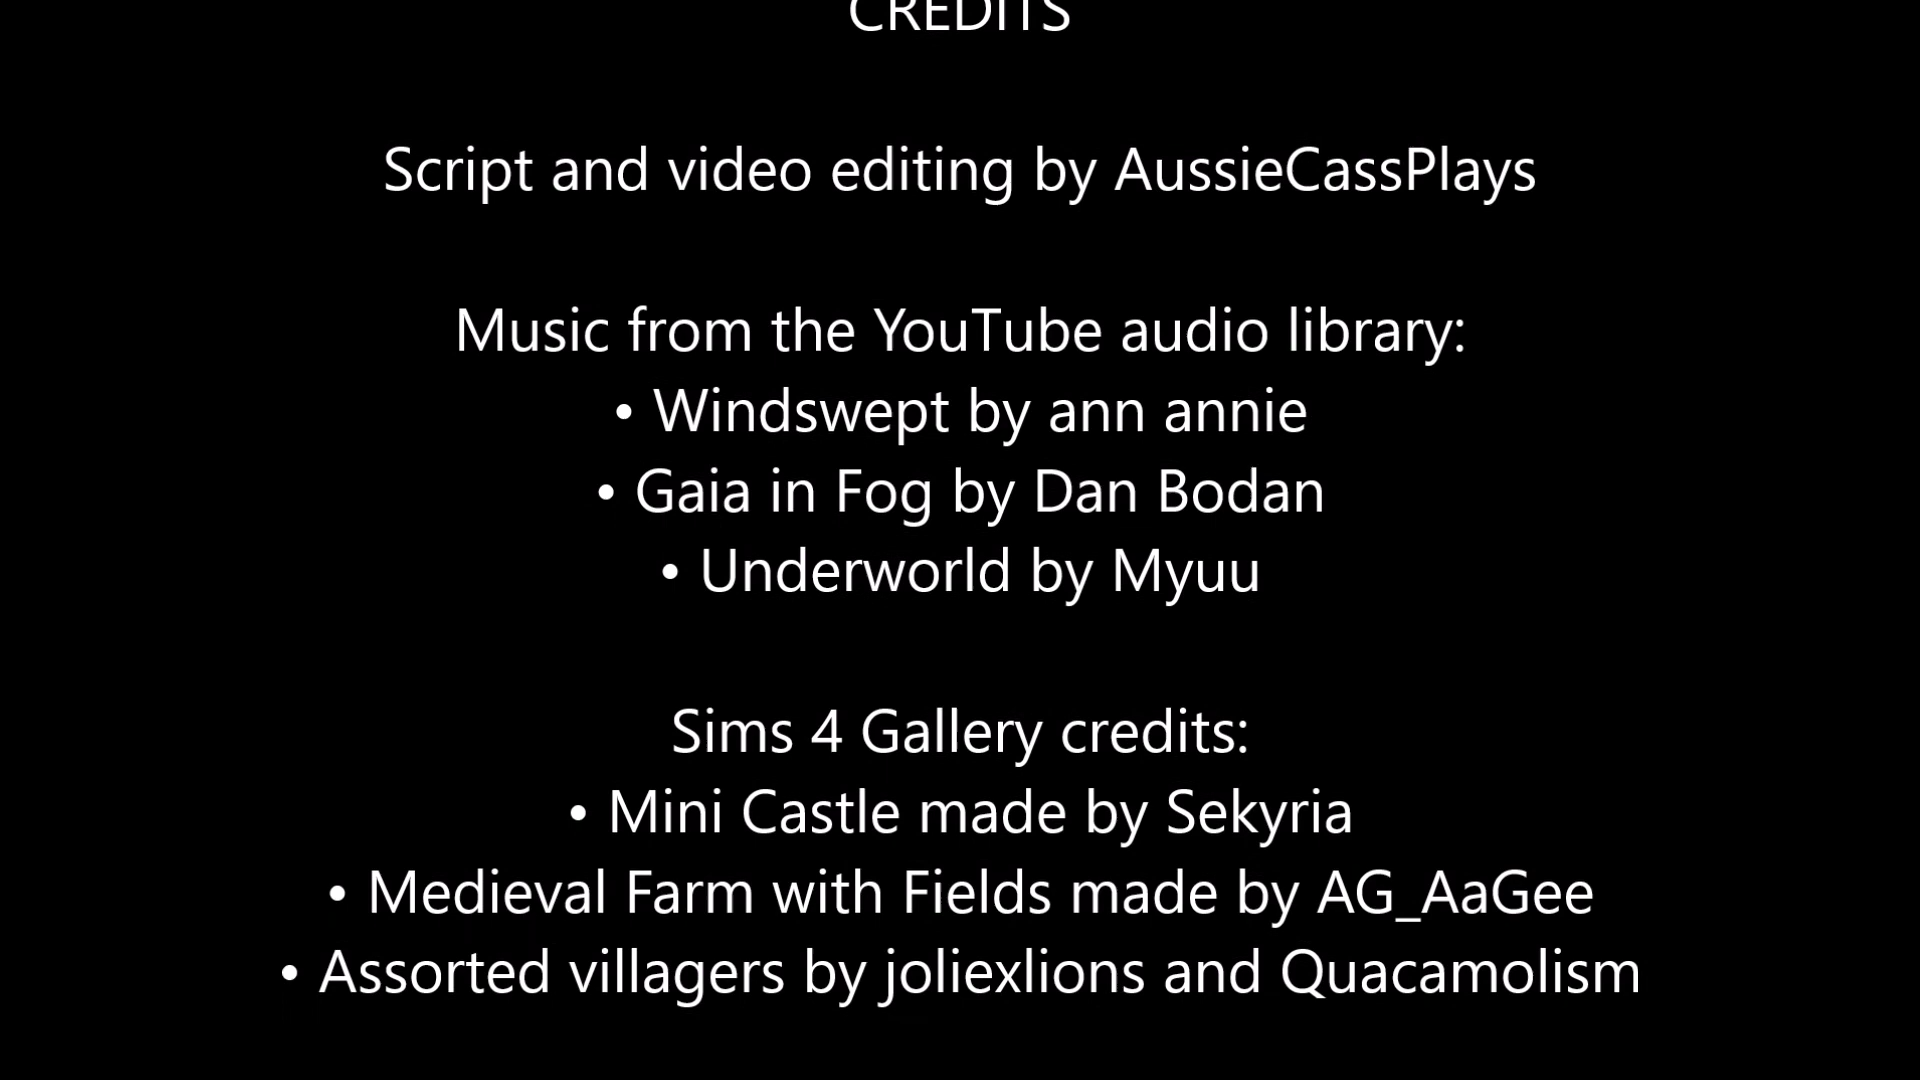 CREDITS
Script and video editing by AussieCassPlays
Music from the YouTube audio library:
• Windswept by ann annie
• Gaia in Fog by Dan Bodan
• Underworld by Myuu
Sims 4 Gallery credits:
• Mini Castle made by Sekyria
• Medieval Farm with Fields made by AG_AaGee
• Assorted villagers by joliexlions and Quacamolism